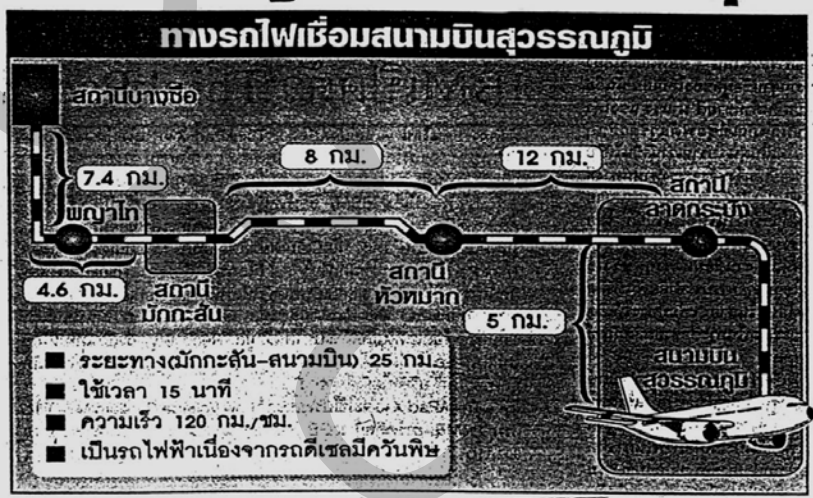 ทางรถไฟเชื่อมสนามบินสุวรรณภูมิ
สถานีบางซื่อ
8 กม.
12 กม.
7.4 กม.
สถานี
ลาดกระบัง
พญาไท
4.6 กม.
สถานี
มักกะสัน
สถานี
หัวหมาก
5 กม.
สนามบิน
สุวรรณภูมิ
ระยะทาง(มักกะสัน-สนามบิน) 25 กม.
ใช้เวลา 15 นาที
ความเร็ว 120 กม./ชม.
เป็นรถไฟฟ้าเนื่องจากรถดีเซลมีควันพิษ